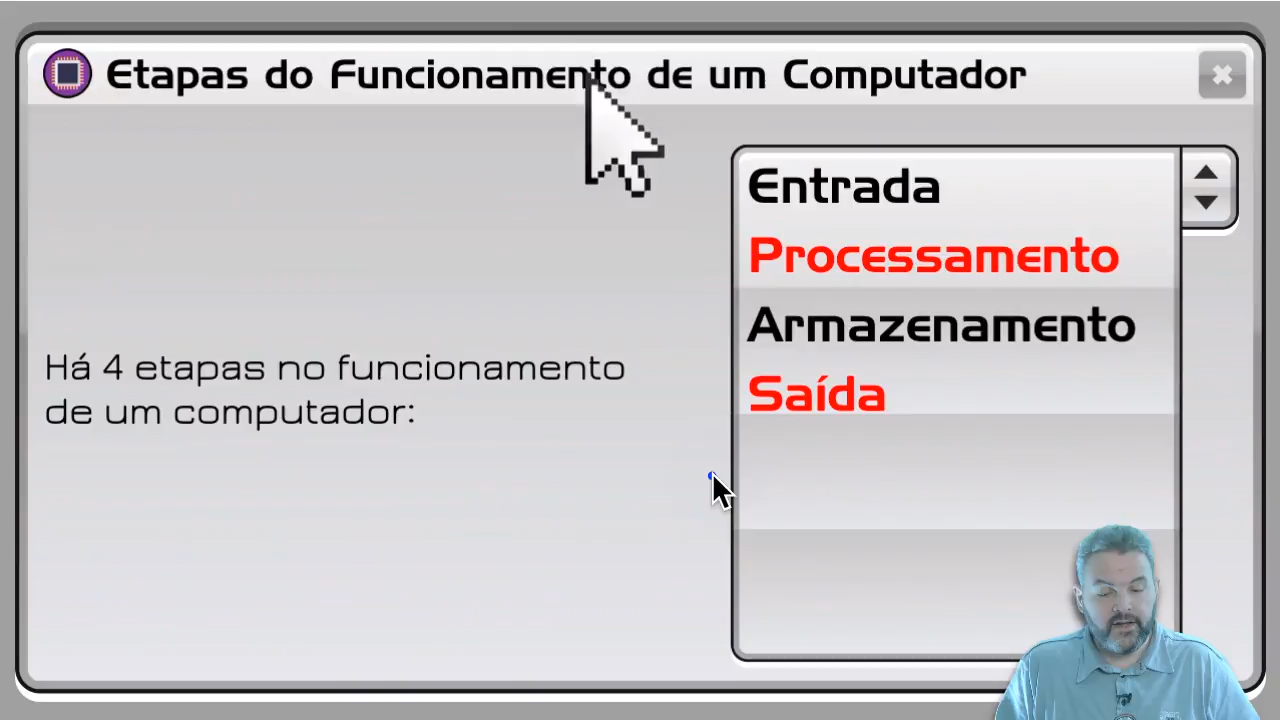 Etapas do Funcionamento de um Computador
Há 4 etapas no funcionamento
de um computador:
Entrada
Processamento
Armazenamento
Saída